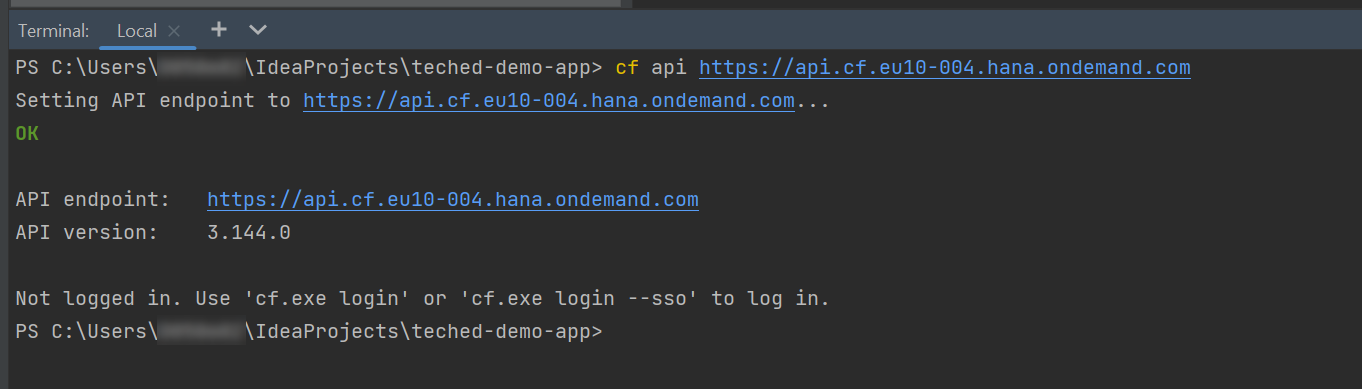 Terminal: Local
PS C:\Users\ \IdeaProjects\teched-demo-app> cf api https://api.cf.eu10-004.hana.ondemand.com
Setting API endpoint to https://api.cf.eu10-004.hana.ondemand.com...
OK
API endpoint: https://api.cf.eu10-004.hana.ondemand.com
API version: 3.144.0
Not logged in. Use 'cf.exe login' or 'cf.exe login --sso' to log in.
PS C:\Users\ \IdeaProjects\teched-demo-app>